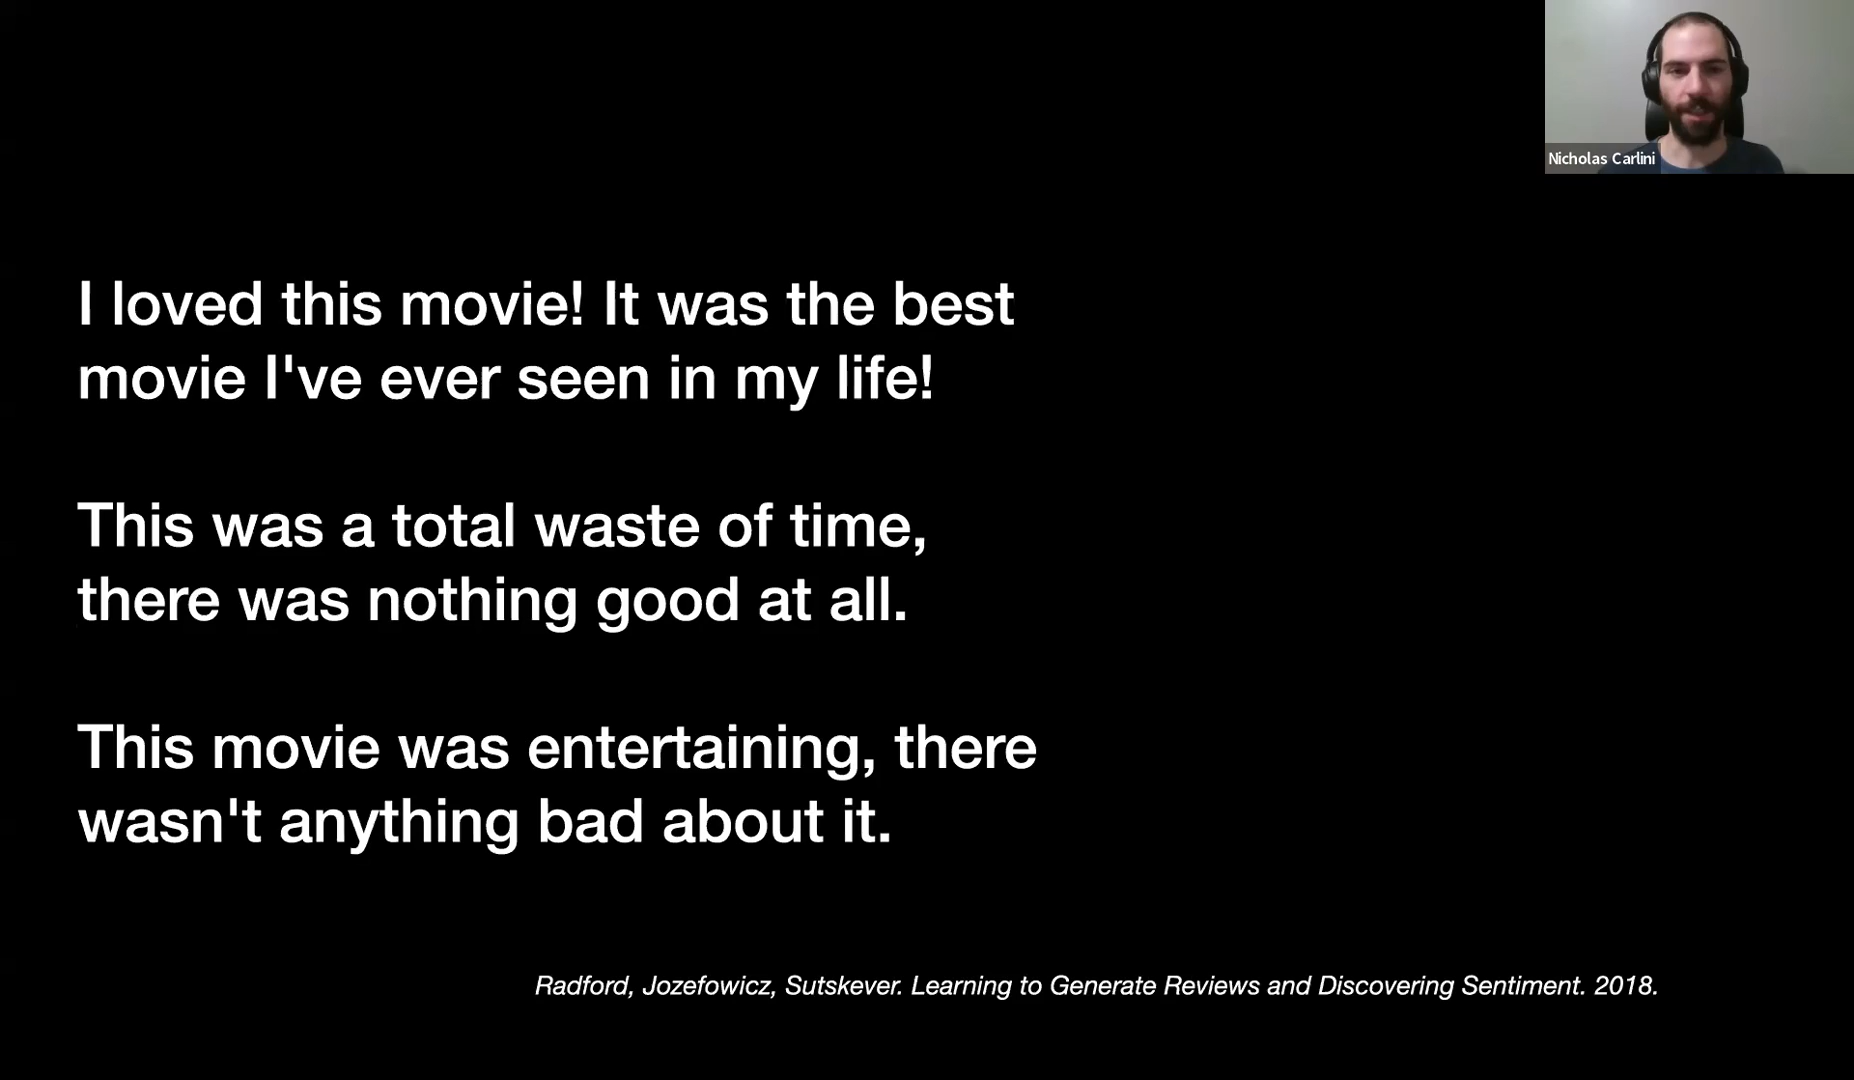 Nicholas Carlini
I loved this movie! It was the best
movie I've ever seen in my life!
This was a total waste of time,
there was nothing good at all.
This movie was entertaining, there
wasn't anything bad about it.
Radford, Jozefowicz, Sutskever. Learning to Generate Reviews and Discovering Sentiment. 2018.